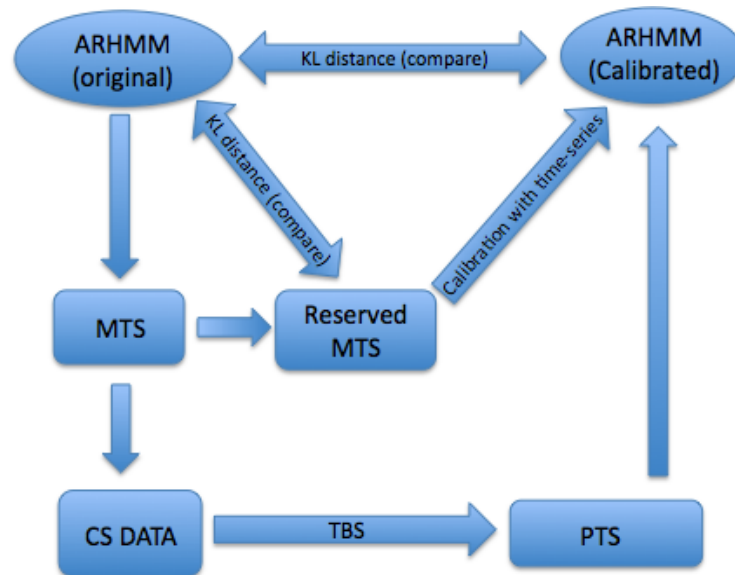 ARHMM
(original)
KL distance (compare)
ARHMM
(Calibrated)
KL distance (compare)
Calibration with time-series
MTS
Reserved
MTS
CS DATA
TBS
PTS